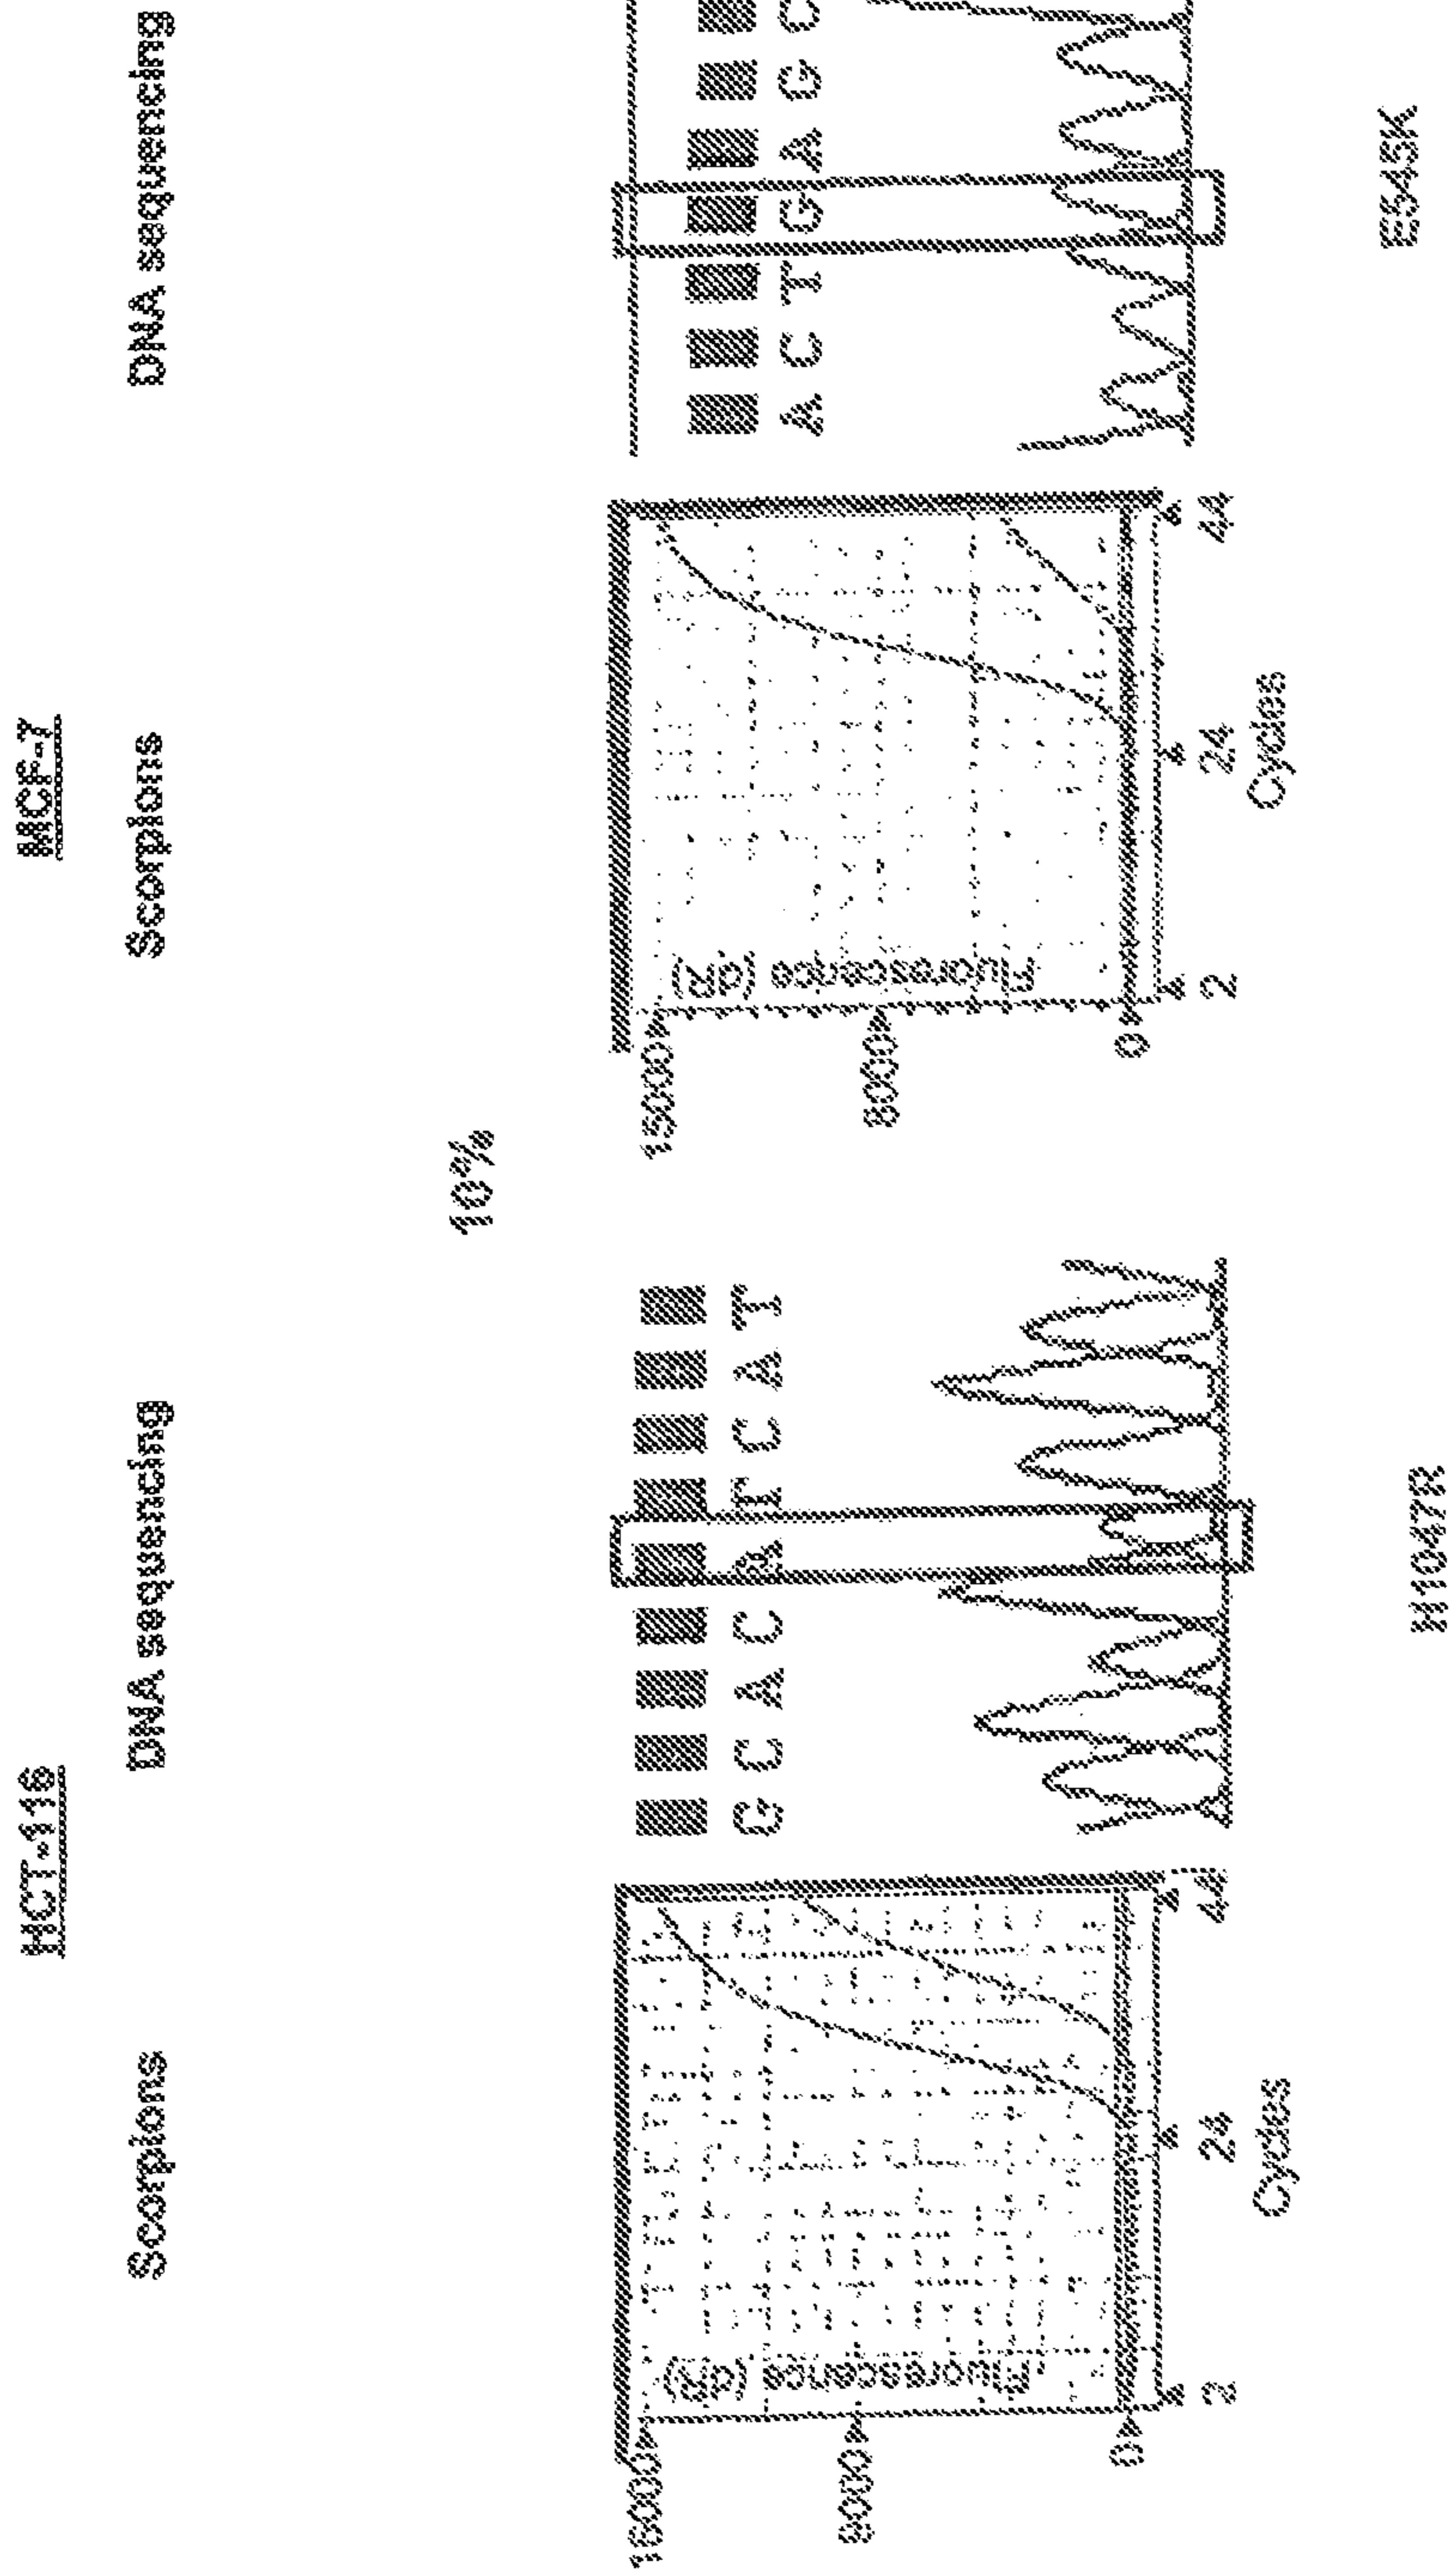 HCT-116
MCF-7
Scorpions
DNA sequencing
Scorpions
DNA sequencing
10%
16000
8000
0
Fluorescence (dR)
2
24
44
Cycles
G C A C A T C A T
H1047R
15000
8000
0
Fluorescence (dR)
2
24
44
Cycles
A C T G A G C
E545K